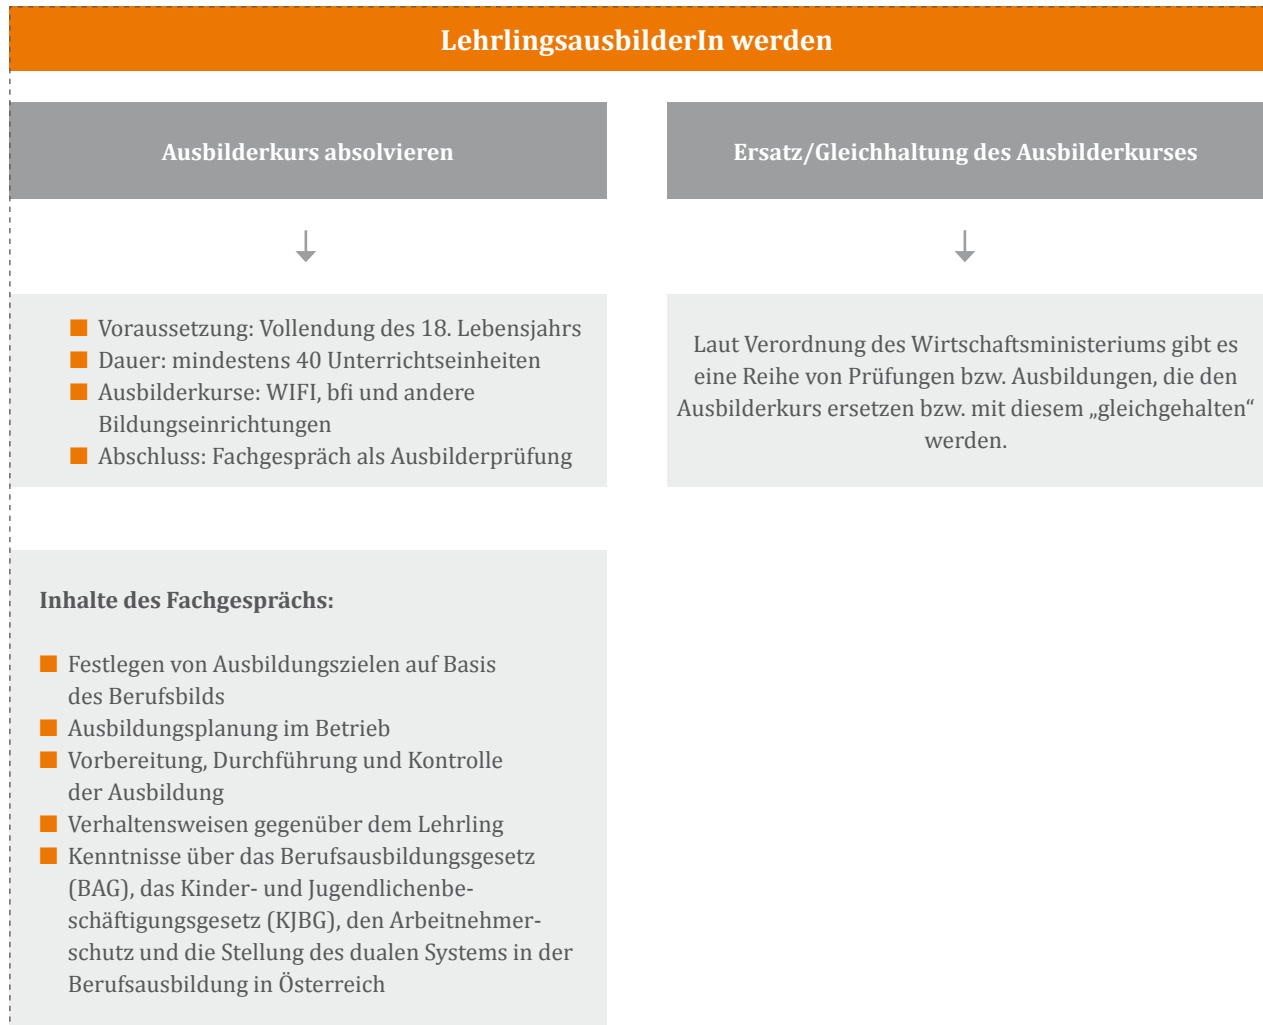 LehrlingsausbilderIn werden
Ausbilderkurs absolvieren
Voraussetzung: Vollendung des 18. Lebensjahrs
Dauer: mindestens 40 Unterrichtseinheiten
Ausbilderkurse: WIFI, bfi und andere
Bildungseinrichtungen
Abschluss: Fachgespräch als Ausbilderprüfung
Inhalte des Fachgesprächs:
Festlegen von Ausbildungszielen auf Basis
des Berufsbilds
Ausbildungsplanung im Betrieb
Vorbereitung, Durchführung und Kontrolle
der Ausbildung
Verhaltensweisen gegenüber dem Lehrling
Kenntnisse über das Berufsausbildungsgesetz
(BAG), das Kinder- und Jugendlichenbe-
schäftigungsgesetz (KJBG), den Arbeitnehmer-
schutz und die Stellung des dualen Systems in der
Berufsausbildung in Österreich
Ersatz/Gleichhaltung des Ausbilderkurses
Laut Verordnung des Wirtschaftsministeriums gibt es
eine Reihe von Prüfungen bzw. Ausbildungen, die den
Ausbilderkurs ersetzen bzw. mit diesem „gleichgehalten“
werden.